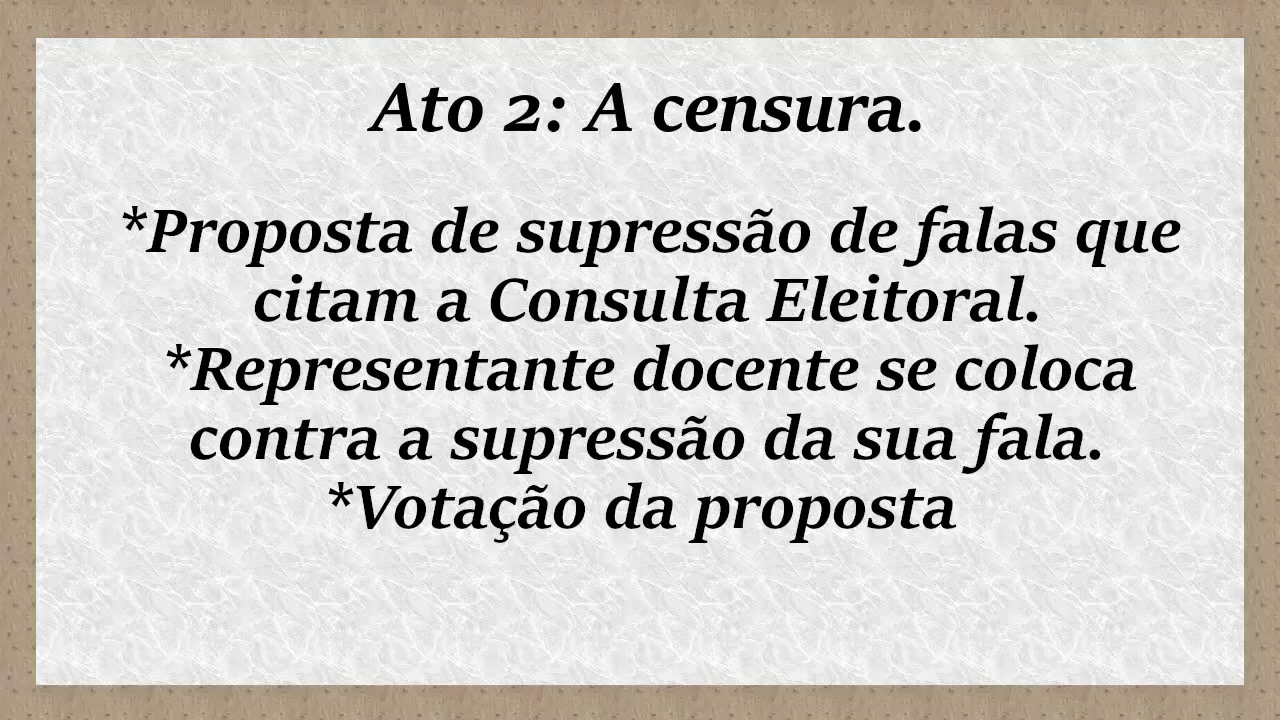 Ato 2: A censura.
*Proposta de supressão de falas que
citam a Consulta Eleitoral.
*Representante docente se coloca
contra a supressão da sua fala.
*Votação da proposta